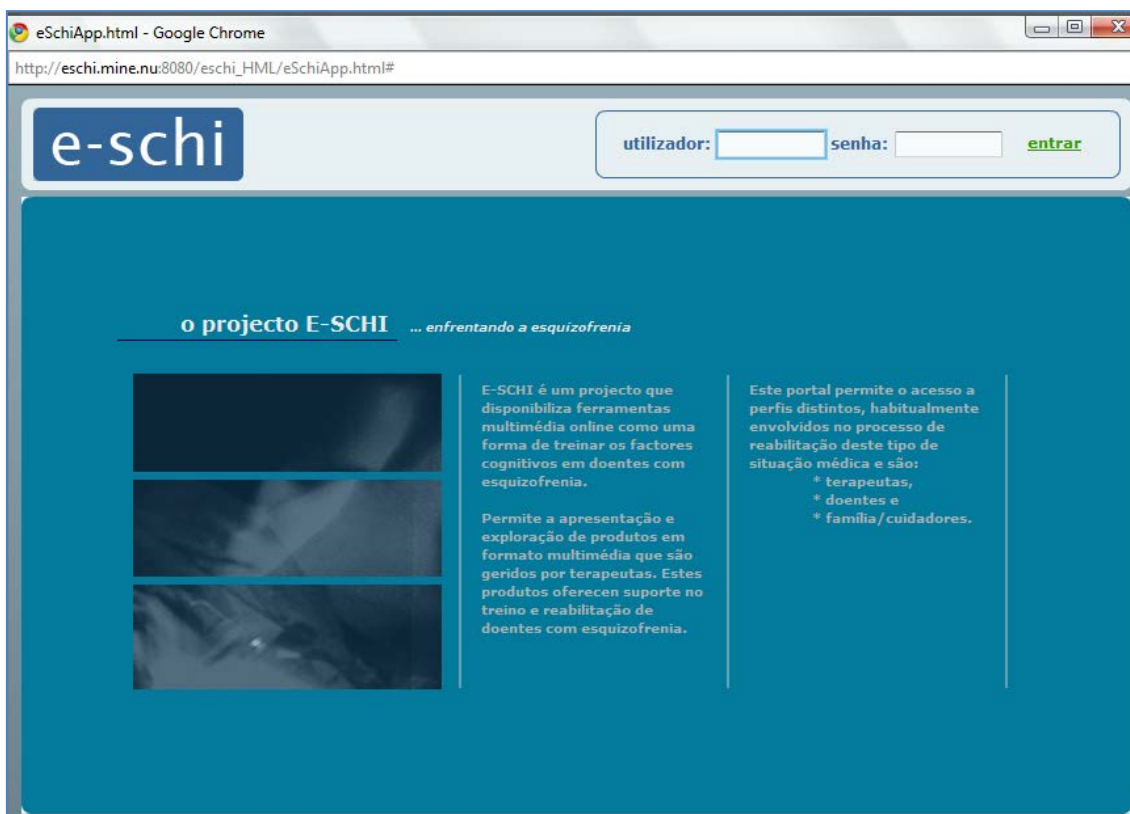 eSchiApp.html - Google Chrome
http://eschi.mine.nu:8080/eschi_HML/eSchiApp.html#
e-schi
utilizador: senha: entrar
o projecto E-SCHI ... enfrentando a esquizofrenia
E-SCHI é um projecto que
disponibiliza ferramentas
multimédia online como uma
forma de treinar os factores
cognitivos em doentes com
esquizofrenia.
Permite a apresentação e
exploração de produtos em
formato multimédia que são
geridos por terapeutas. Estes
produtos oferecen suporte no
treino e reabilitação de
doentes com esquizofrenia.
Este portal permite o acesso a
perfis distintos, habitualmente
envolvidos no processo de
reabilitação deste tipo de
situação médica e são:
* terapeutas,
* doentes e
* família/cuidadores.